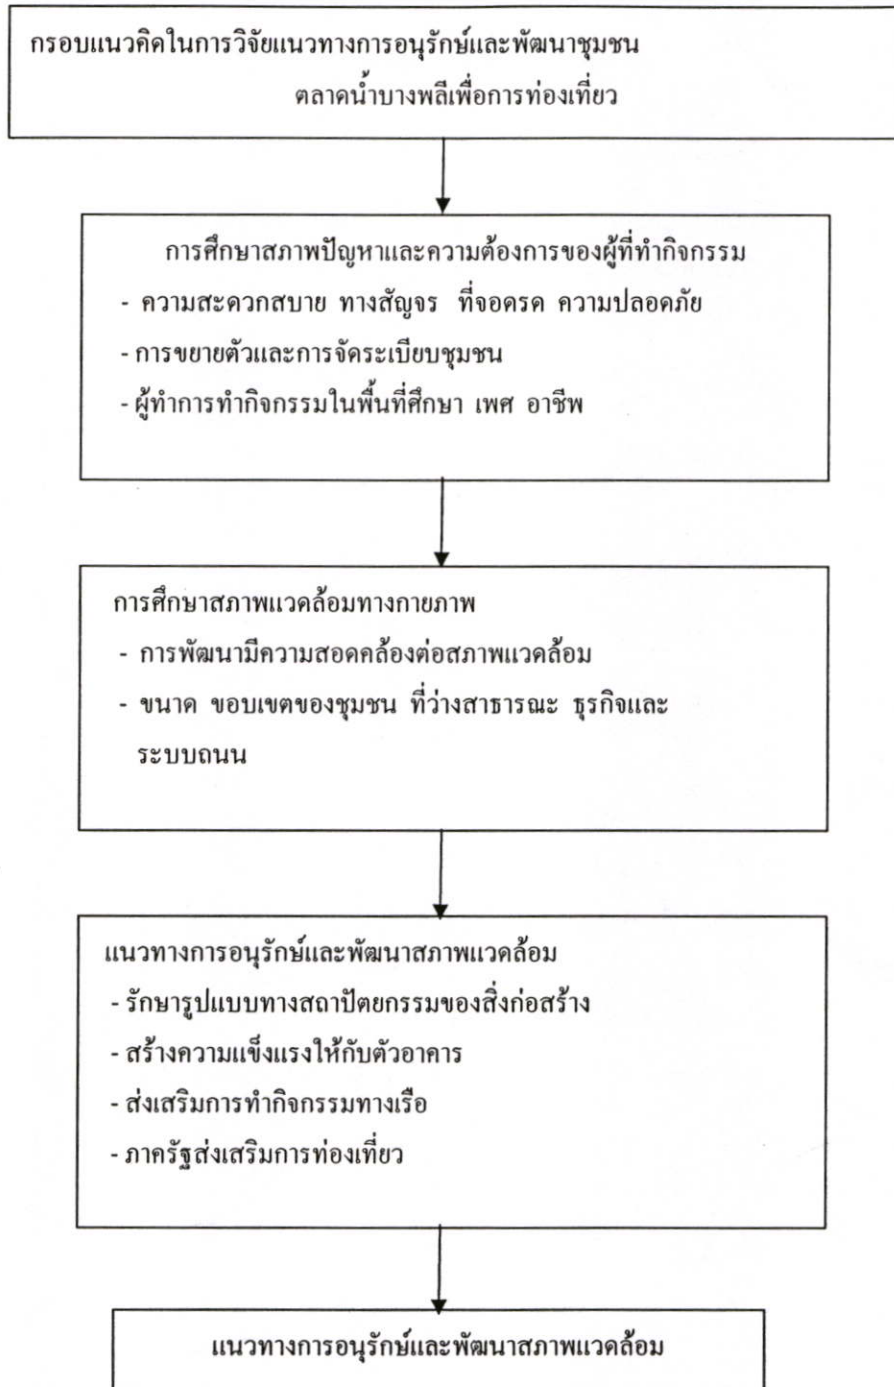 กรอบแนวคิดในการวิจัยแนวทางการอนุรักษ์และพัฒนาชุมชน
ตลาดน้ำบางพลีเพื่อการท่องเที่ยว
การศึกษาสภาพปัญหาและความต้องการของผู้ที่ทำกิจกรรม
- ความสะดวกสบาย ทางสัญจร ที่จอดรถ ความปลอดภัย
- การขยายตัวและการจัดระเบียบชุมชน
- ผู้ทำการทำกิจกรรมในพื้นที่ศึกษา เพศ อาชีพ
การศึกษาสภาพแวดล้อมทางกายภาพ
- การพัฒนามีความสอดคล้องต่อสภาพแวดล้อม
- ขนาด ขอบเขตของชุมชน ที่ว่างสาธารณะ ธุรกิจและ
ระบบถนน
แนวทางการอนุรักษ์และพัฒนาสภาพแวดล้อม
- รักษารูปแบบทางสถาปัตยกรรมของสิ่งก่อสร้าง
- สร้างความแข็งแรงให้กับตัวอาคาร
- ส่งเสริมการทำกิจกรรมทางเรือ
- ภาครัฐส่งเสริมการท่องเที่ยว
แนวทางการอนุรักษ์และพัฒนาสภาพแวดล้อม